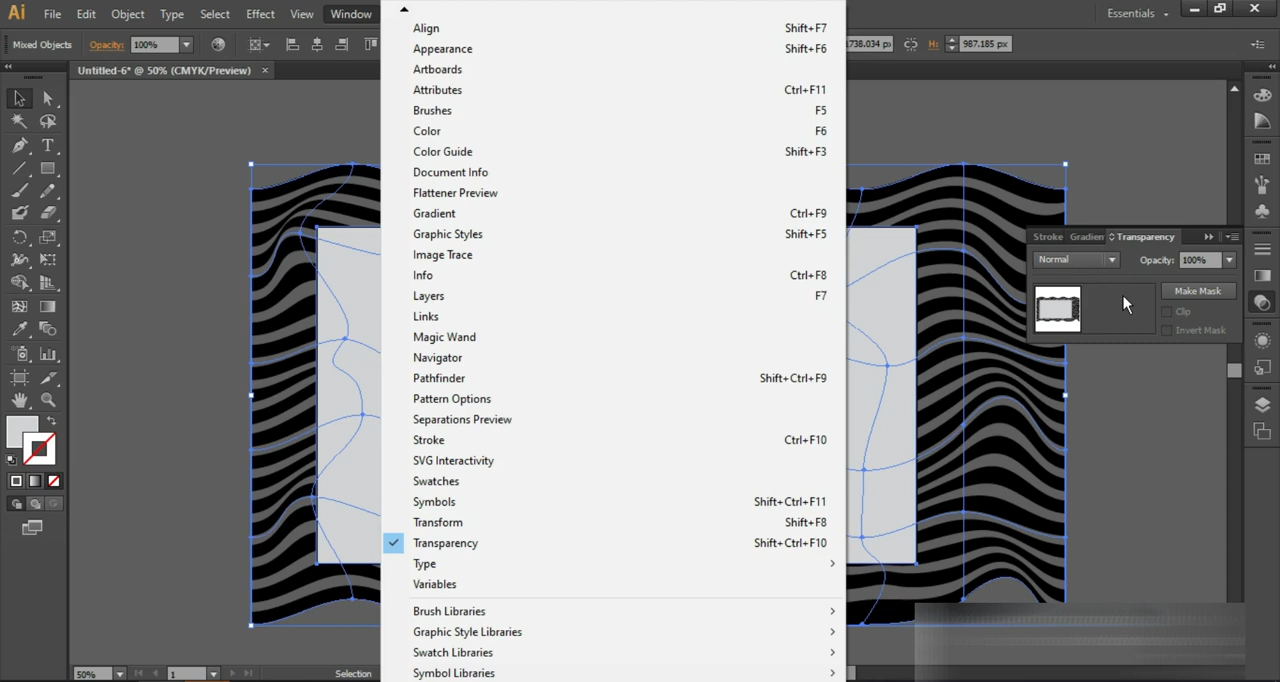 Ai File Edit Object Type Select Effect View Window Essentials
Mixed Objects Opacity: 100% 1738.034 px H: 987.185 px
Untitled-6* @ 50% (CMYK/Preview) ×
Align Shift+F7
Appearance Shift+F6
Artboards
Attributes Ctrl+F11
Brushes F5
Color F6
Color Guide Shift+F3
Document Info
Flattener Preview
Gradient Ctrl+F9
Graphic Styles Shift+F5
Image Trace
Info Ctrl+F8
Layers F7
Links
Magic Wand
Navigator
Pathfinder Shift+Ctrl+F9
Pattern Options
Separations Preview
Stroke Ctrl+F10
SVG Interactivity
Swatches
Symbols Shift+Ctrl+F11
Transform Shift+F8
Transparency Shift+Ctrl+F10
Type
Variables
Brush Libraries
Graphic Style Libraries
Swatch Libraries
Symbol Libraries
Stroke Gradien Transparency
Normal Opacity: 100%
Make Mask
Clip
Invert Mask
50% 1 Selection